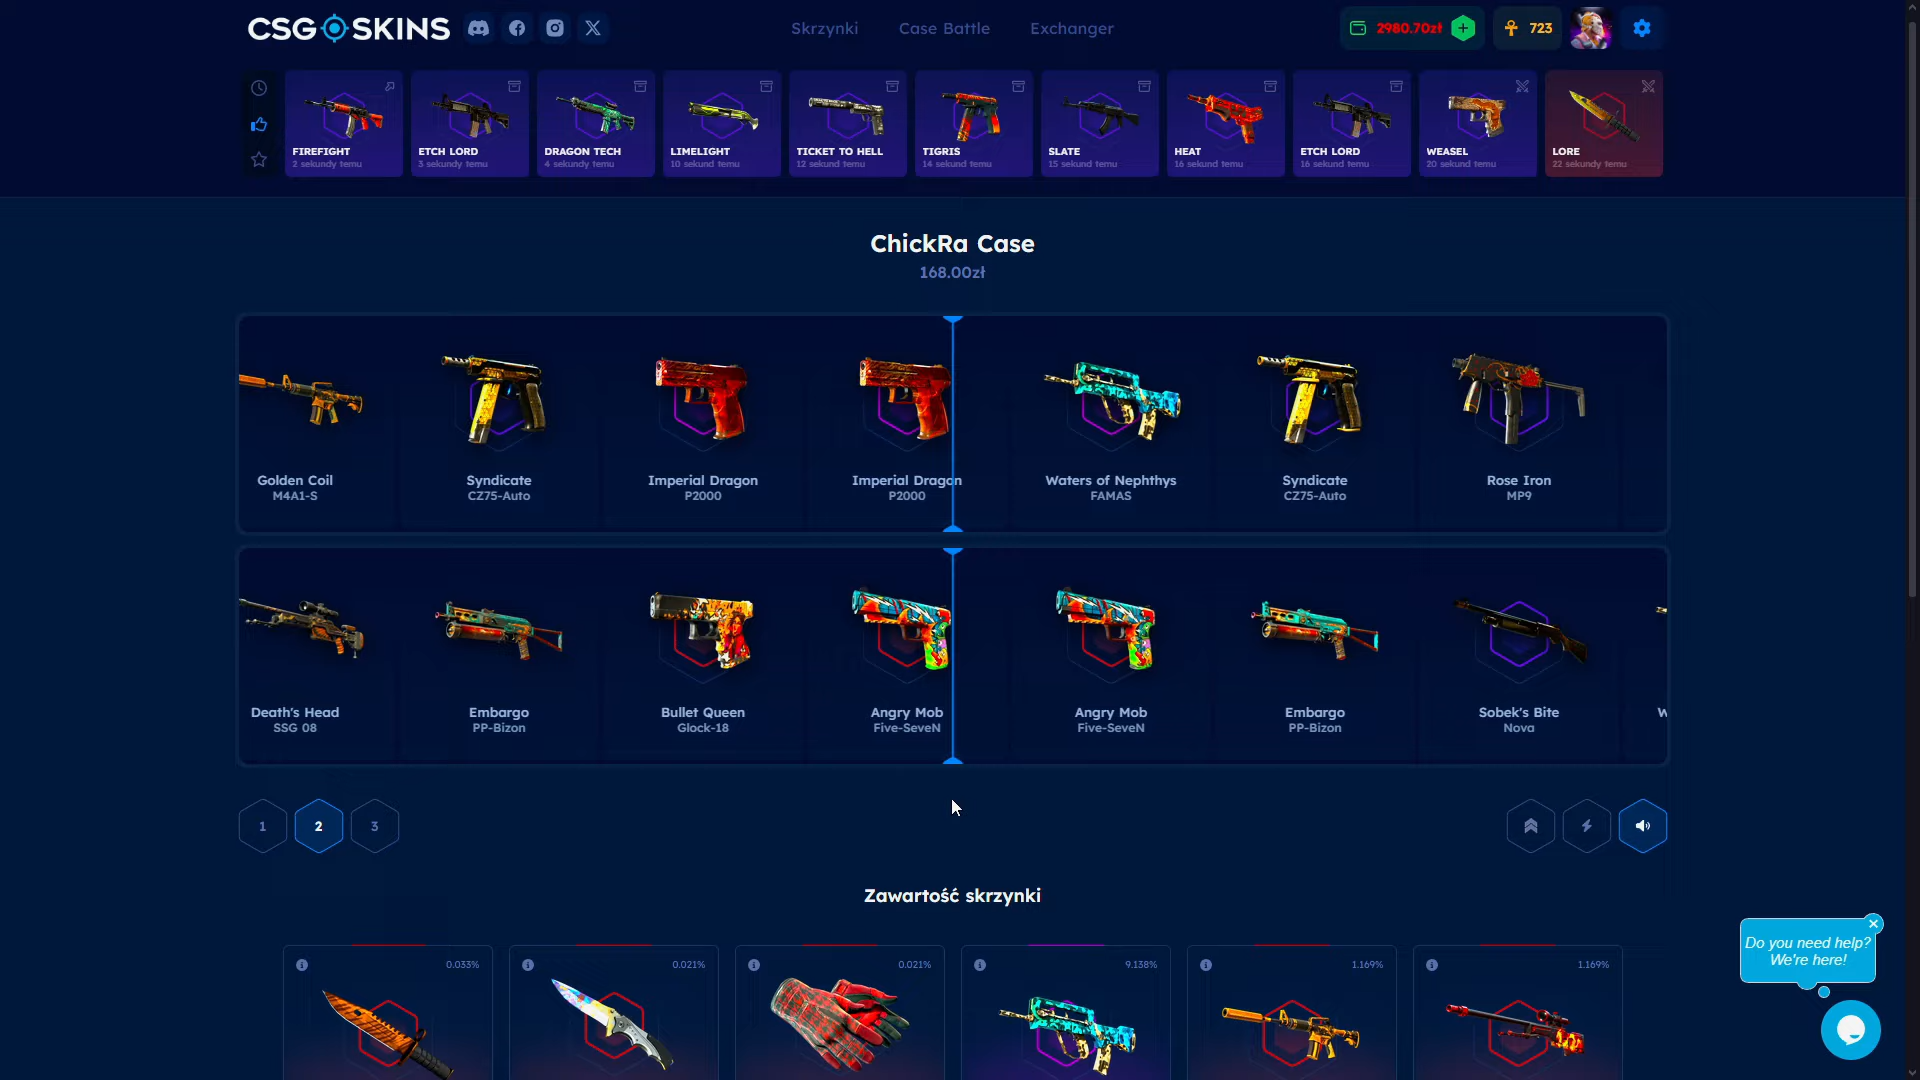 CSG SKINS
Skrzynki
Case Battle
Exchanger
2980.70zł
723
FIREFIGHT
2 sekundy temu
ETCH LORD
3 sekundy temu
DRAGON TECH
4 sekundy temu
LIMELIGHT
10 sekund temu
TICKET TO HELL
12 sekund temu
TIGRIS
14 sekund temu
SLATE
15 sekund temu
HEAT
16 sekund temu
ETCH LORD
16 sekund temu
WEASEL
20 sekund temu
LORE
22 sekundy temu
ChickRa Case
168.00zł
Golden Coil
M4A1-S
Syndicate
CZ75-Auto
Imperial Dragon
P2000
Imperial Dragon
P2000
Waters of Nephthys
FAMAS
Syndicate
CZ75-Auto
Rose Iron
MP9
Death's Head
SSG 08
Embargo
PP-Bizon
Bullet Queen
Glock-18
Angry Mob
Five-SeveN
Angry Mob
Five-SeveN
Embargo
PP-Bizon
Sobek's Bite
Nova
W
1
2
3
Zawartość skrzynki
0.033%
0.021%
0.021%
9.138%
1.169%
1.169%
Do you need help?
We're here!